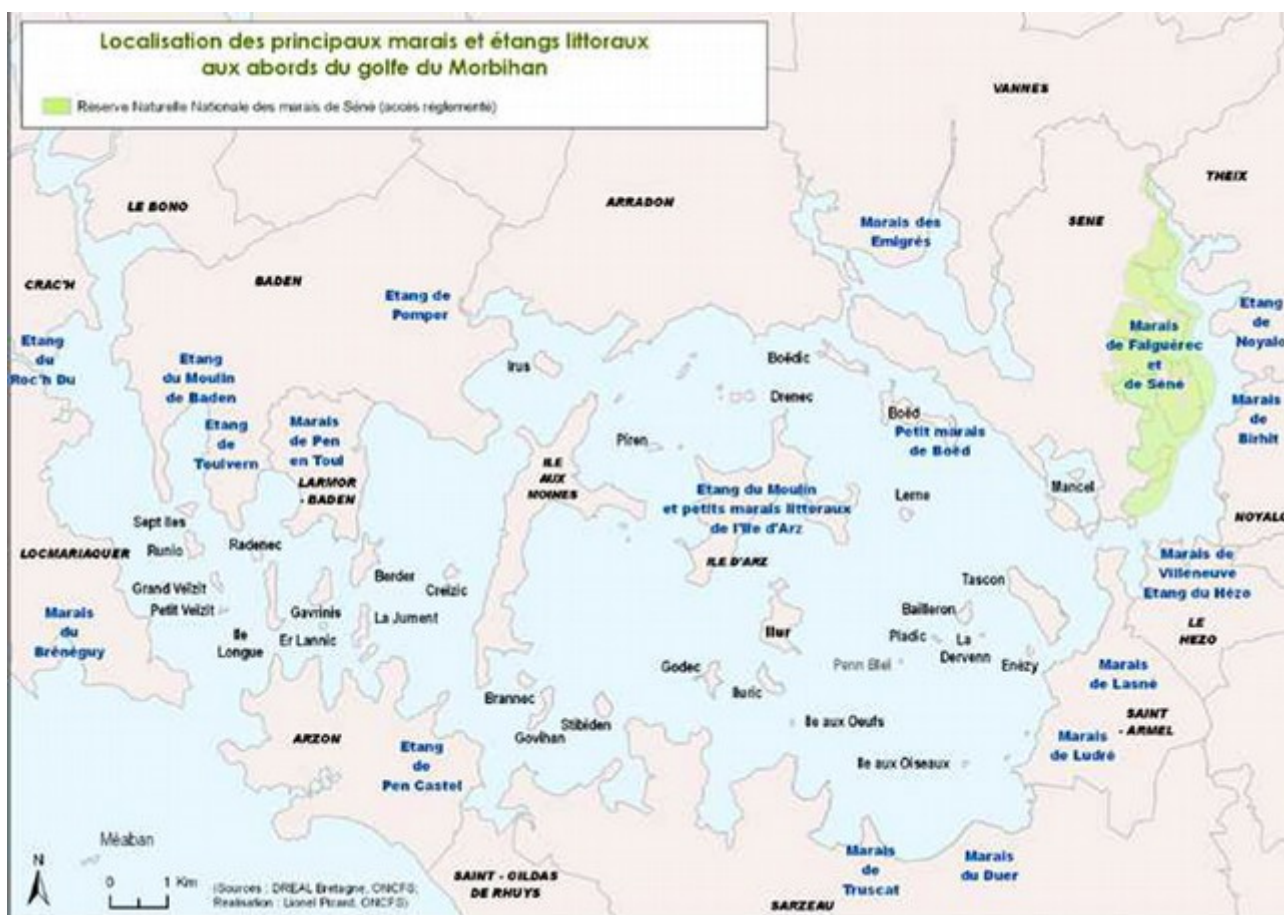 Localisation des principaux marais et étangs littoraux
aux abords du golfe du Morbihan
Réserve Naturelle Nationale des marais de Séné (accès réglementé)
VANNES
THEIX
LE BONO
ARRADON
Marais des
Emigrés
SENE
CRAC'H
BADEN
Etang de
Pomper
Etang
du
Roc'h Du
Etang
de
Noyalo
Marais
de Falguérec
et
de Séné
Etang
du Moulin
de Baden
Irus
Boëdic
Drenec
Marais
de
Birhit
Boëd
Petit marais
de Boëd
Etang
de
Toulvern
Marais
de Pen
en Toul
LARMOR
- BADEN
Piren
ILE
AUX
MOINES
Etang du Moulin
et petits marais littoraux
de l'Ile d'Arz
ILE D'ARZ
Lerne
Mancel
NOYALO
Sept Iles
Runio
Radenec
LOCMARIAQUER
Grand Veïzit
Petit Veïzit
Berder
Creïzic
Gavrinis
La Jument
Ile
Longue
Er Lannic
Marais
du
Brénéguy
Marais de
Villeneuve
Etang du Hézo
LE
HEZO
Tascon
Bailleron
Pladic
La
Dervenn
Enézy
Ilur
Penn Bleï
Godec
Iluric
Marais
de Lasné
SAINT
- ARMEL
Marais
de Ludré
Brannec
Stibiden
Govihan
Ile aux Oeufs
Ile aux Oiseaux
ARZON
Etang
de
Pen Castel
Méaban
N
0 1 Km
(Sources : DREAL Bretagne, ONCFS;
Réalisation : Lionel Picard, ONCFS)
SAINT - GILDAS
DE RHUYS
Marais
de
Truscat
Marais
du Duer
SARZEAU